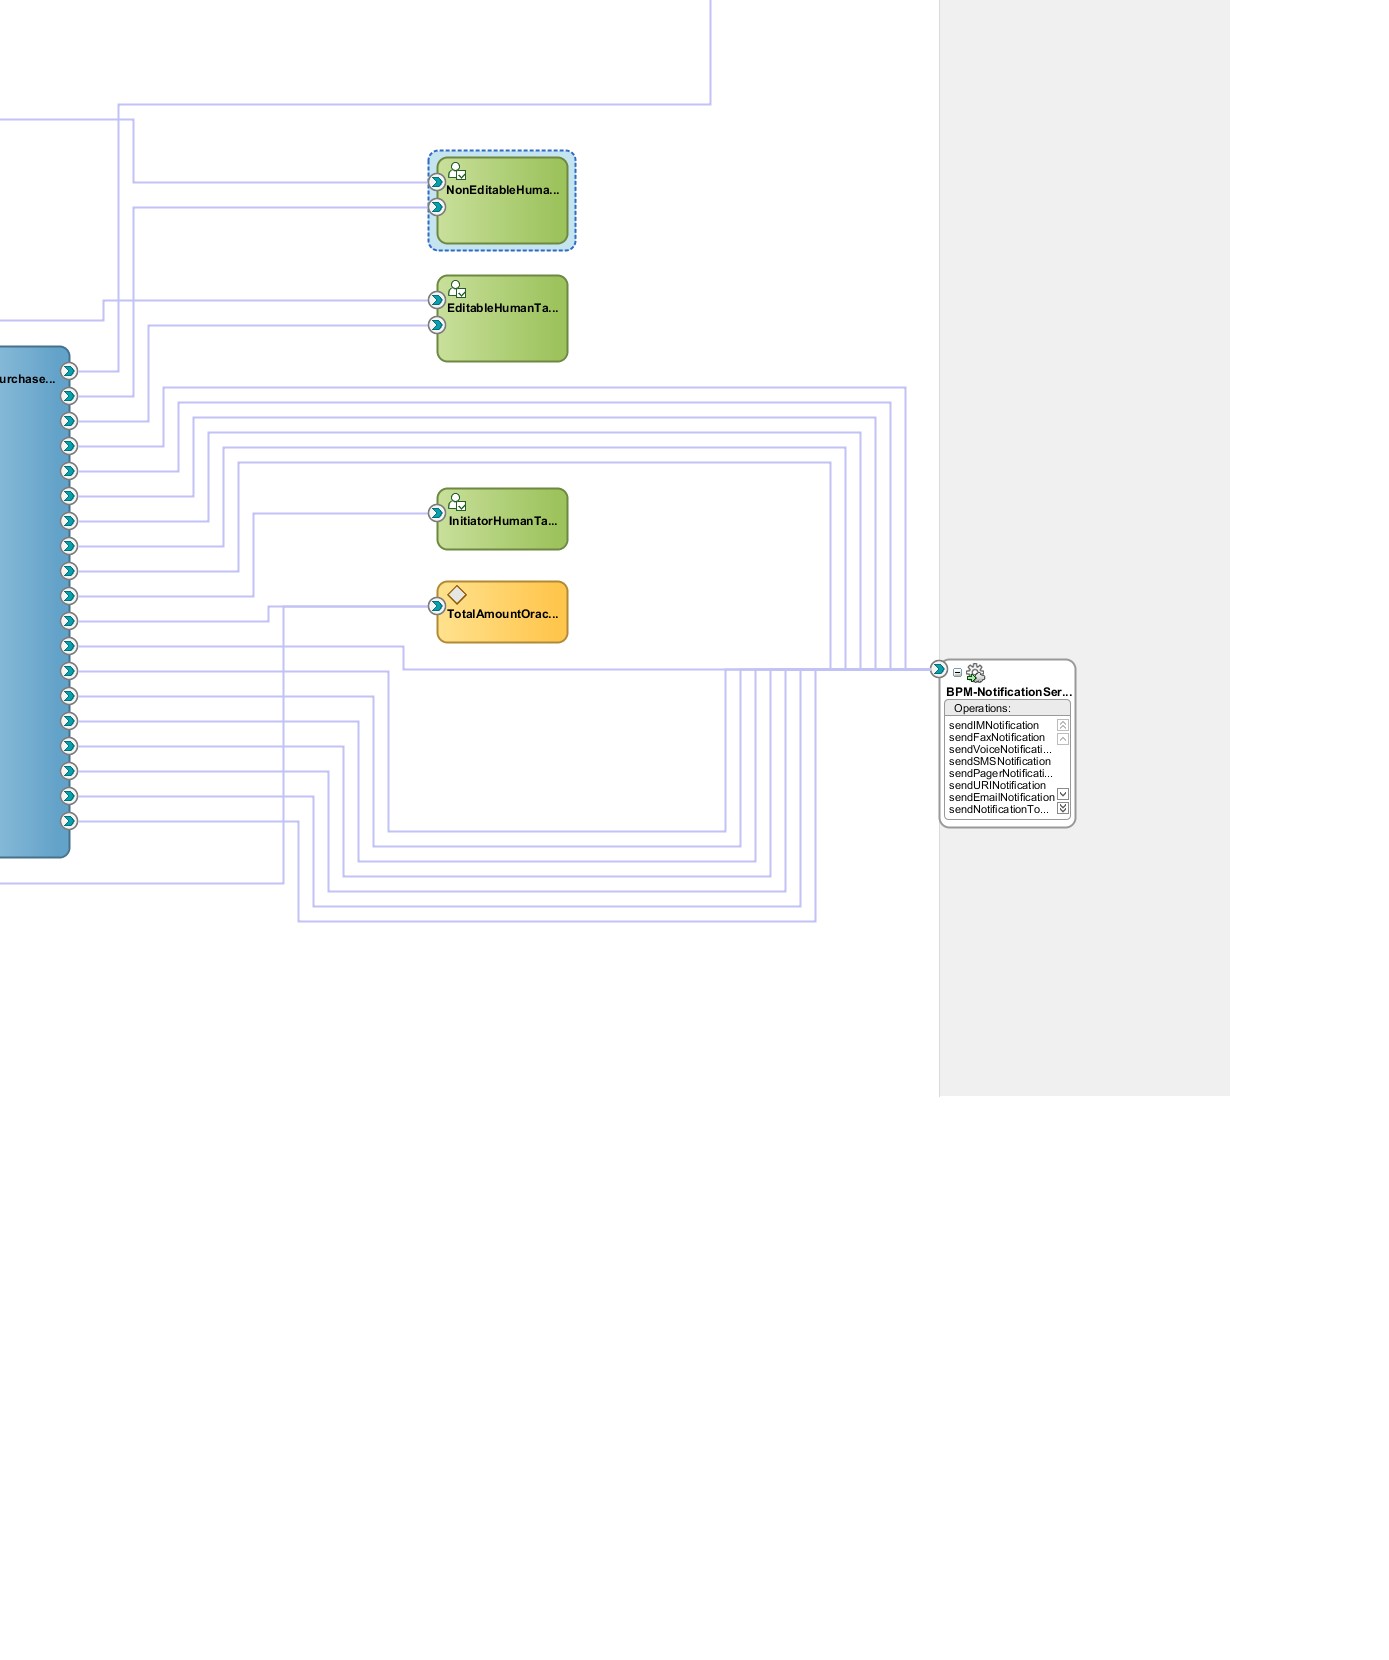 NonEditableHuma...
EditableHumanTa...
urchase...
InitiatorHumanTa...
TotalAmountOrac...
BPM-NotificationSer...
Operations:
sendIMNotification
sendFaxNotification
sendVoiceNotificati...
sendSMSNotification
sendPagerNotificati...
sendURINotification
sendEmailNotification
sendNotificationTo...